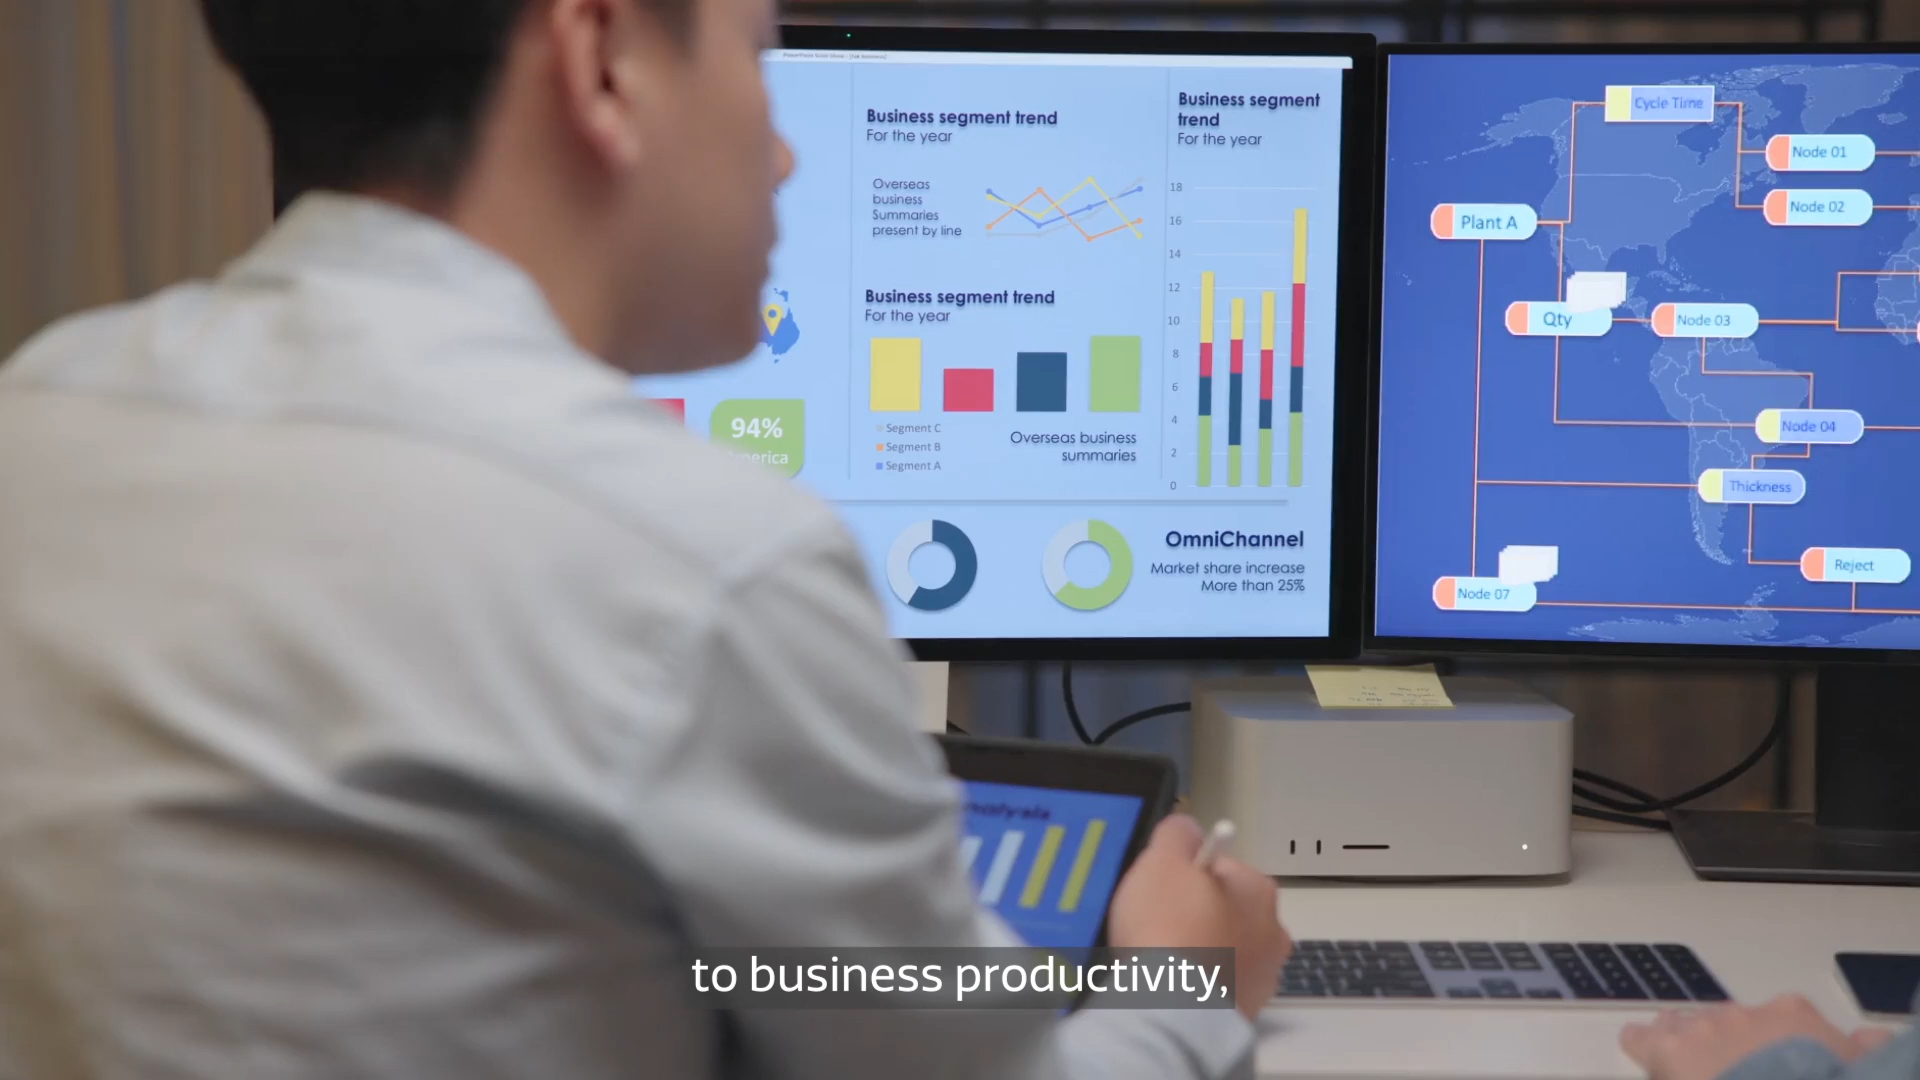 Business segment trend
For the year
Overseas
business
Summaries
present by line
Business segment trend
For the year
Segment C
Segment B
Segment A
Overseas business
summaries
94%
Business segment
trend
For the year
18
16
14
12
10
8
6
4
2
0
OmniChannel
Market share increase
More than 25%
Cycle Time
Node 01
Node 02
Plant A
Qty
Node 03
Node 04
Thickness
Reject
Node 07
to business productivity,